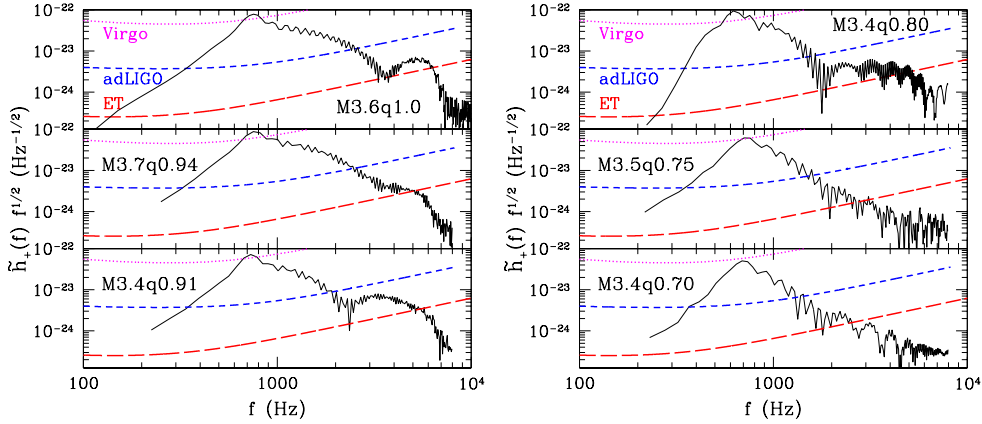 10⁻²²
Virgo
10⁻²³
adLIGO
10⁻²⁴
ET
M3.6q1.0
10⁻²²
M3.7q0.94
10⁻²³
10⁻²⁴
10⁻²²
M3.4q0.91
10⁻²³
10⁻²⁴
h̃₊(f) f¹/² (Hz⁻¹/²)
100 1000 10⁴
f (Hz)
10⁻²²
Virgo
M3.4q0.80
10⁻²³
adLIGO
10⁻²⁴
ET
10⁻²²
M3.5q0.75
10⁻²³
10⁻²⁴
10⁻²²
M3.4q0.70
10⁻²³
10⁻²⁴
h̃₊(f) f¹/² (Hz⁻¹/²)
100 1000 10⁴
f (Hz)